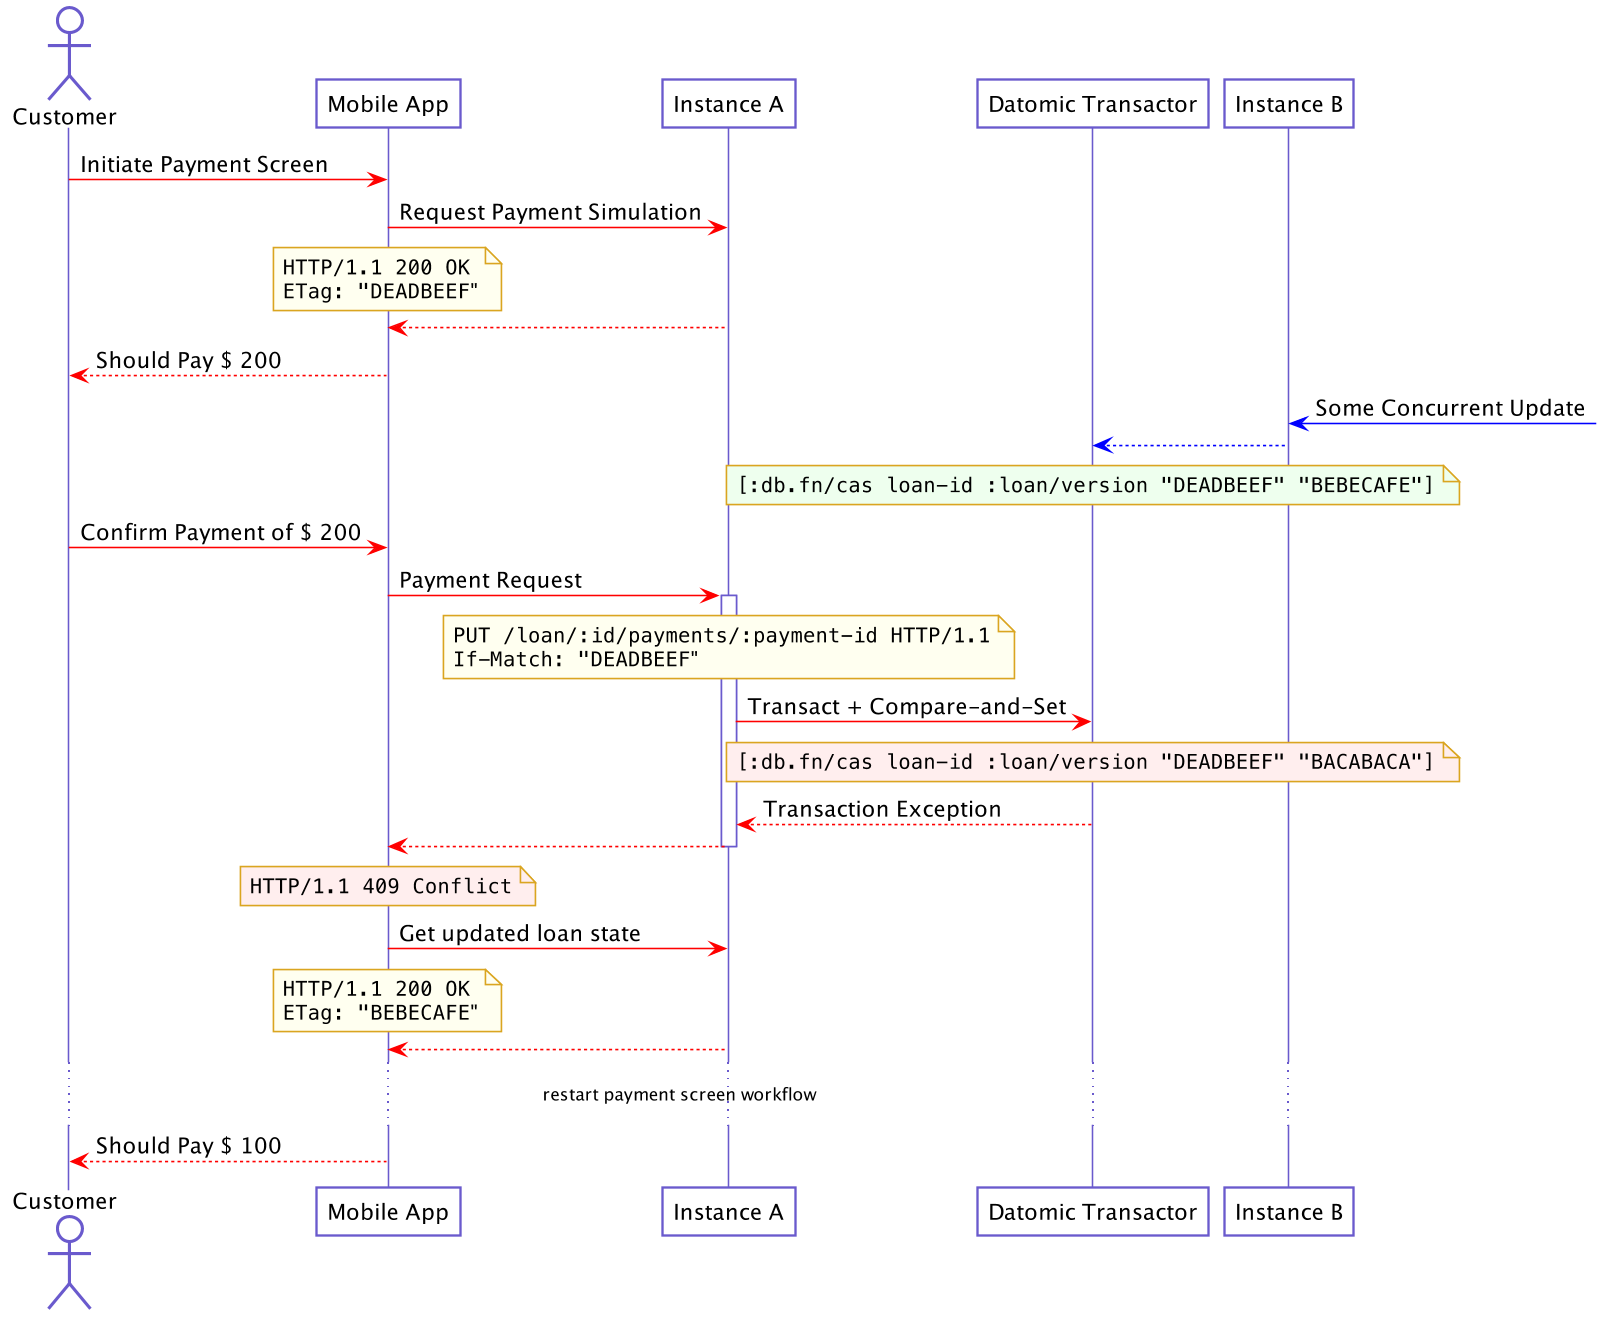 Customer
Mobile App
Instance A
Datomic Transactor
Instance B
Initiate Payment Screen
Request Payment Simulation
HTTP/1.1 200 OK
ETag: "DEADBEEF"
Should Pay $ 200
Some Concurrent Update
[:db.fn/cas loan-id :loan/version "DEADBEEF" "BEBECAFE"]
Confirm Payment of $ 200
Payment Request
PUT /loan/:id/payments/:payment-id HTTP/1.1
If-Match: "DEADBEEF"
Transact + Compare-and-Set
[:db.fn/cas loan-id :loan/version "DEADBEEF" "BACABACA"]
Transaction Exception
HTTP/1.1 409 Conflict
Get updated loan state
HTTP/1.1 200 OK
ETag: "BEBECAFE"
restart payment screen workflow
Should Pay $ 100
Customer
Mobile App
Instance A
Datomic Transactor
Instance B